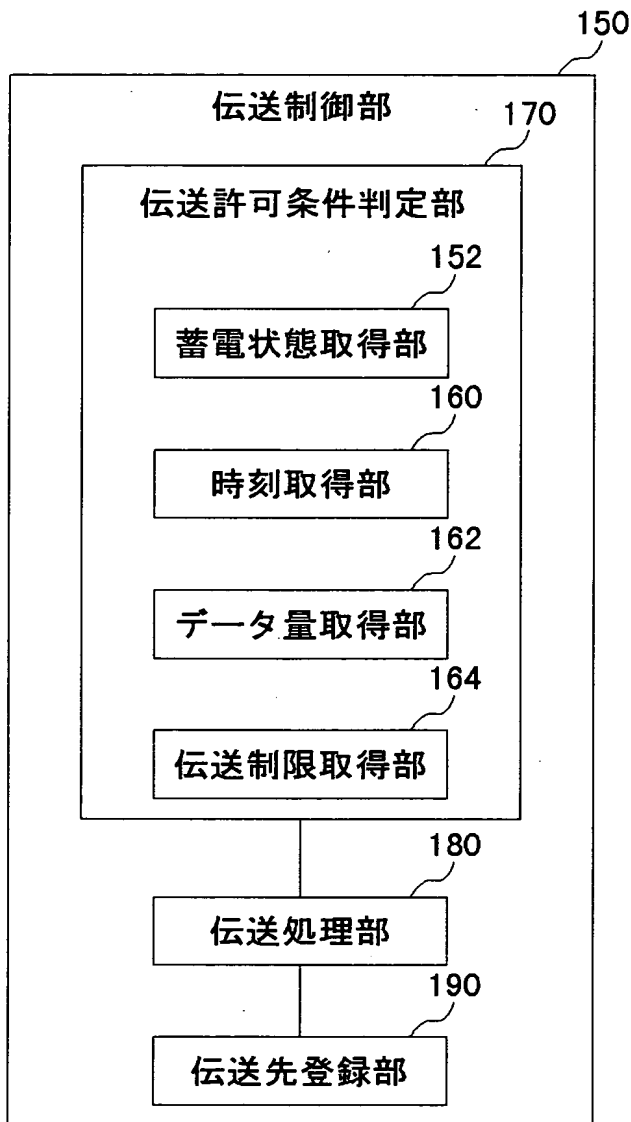 150
伝送制御部
170
伝送許可条件判定部
152
蓄電状態取得部
160
時刻取得部
162
データ量取得部
164
伝送制限取得部
180
伝送処理部
190
伝送先登録部